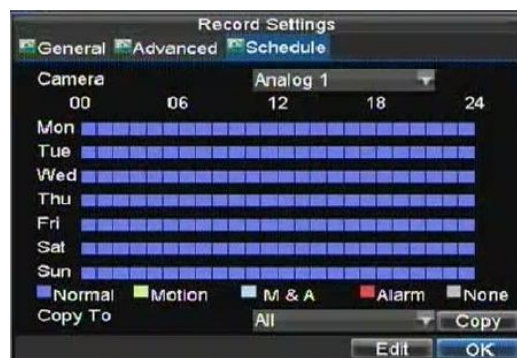 Record Settings
General Advanced Schedule
Camera Analog 1
00 06 12 18 24
Mon
Tue
Wed
Thu
Fri
Sat
Sun
Normal Motion M & A Alarm None
Copy To All Copy
Edit OK